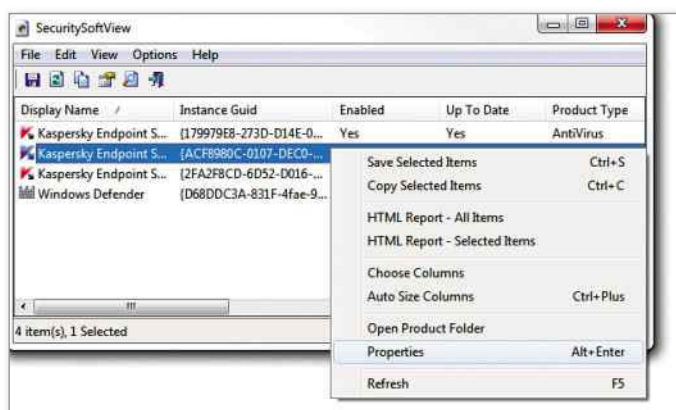 SecuritySoftView
File Edit View Options Help
Display Name / Instance Guid Enabled Up To Date Product Type
Kaspersky Endpoint S... {179979E8-273D-D14E-0... Yes Yes AntiVirus
Kaspersky Endpoint S... {ACF8980C-0107-DEC0-...
Kaspersky Endpoint S... {2FA2F8CD-6D52-D016-...
Windows Defender {D68DDC3A-831F-4fae-9...
4 item(s), 1 Selected
Save Selected Items Ctrl+S
Copy Selected Items Ctrl+C
HTML Report - All Items
HTML Report - Selected Items
Choose Columns
Auto Size Columns Ctrl+Plus
Open Product Folder
Properties Alt+Enter
Refresh F5